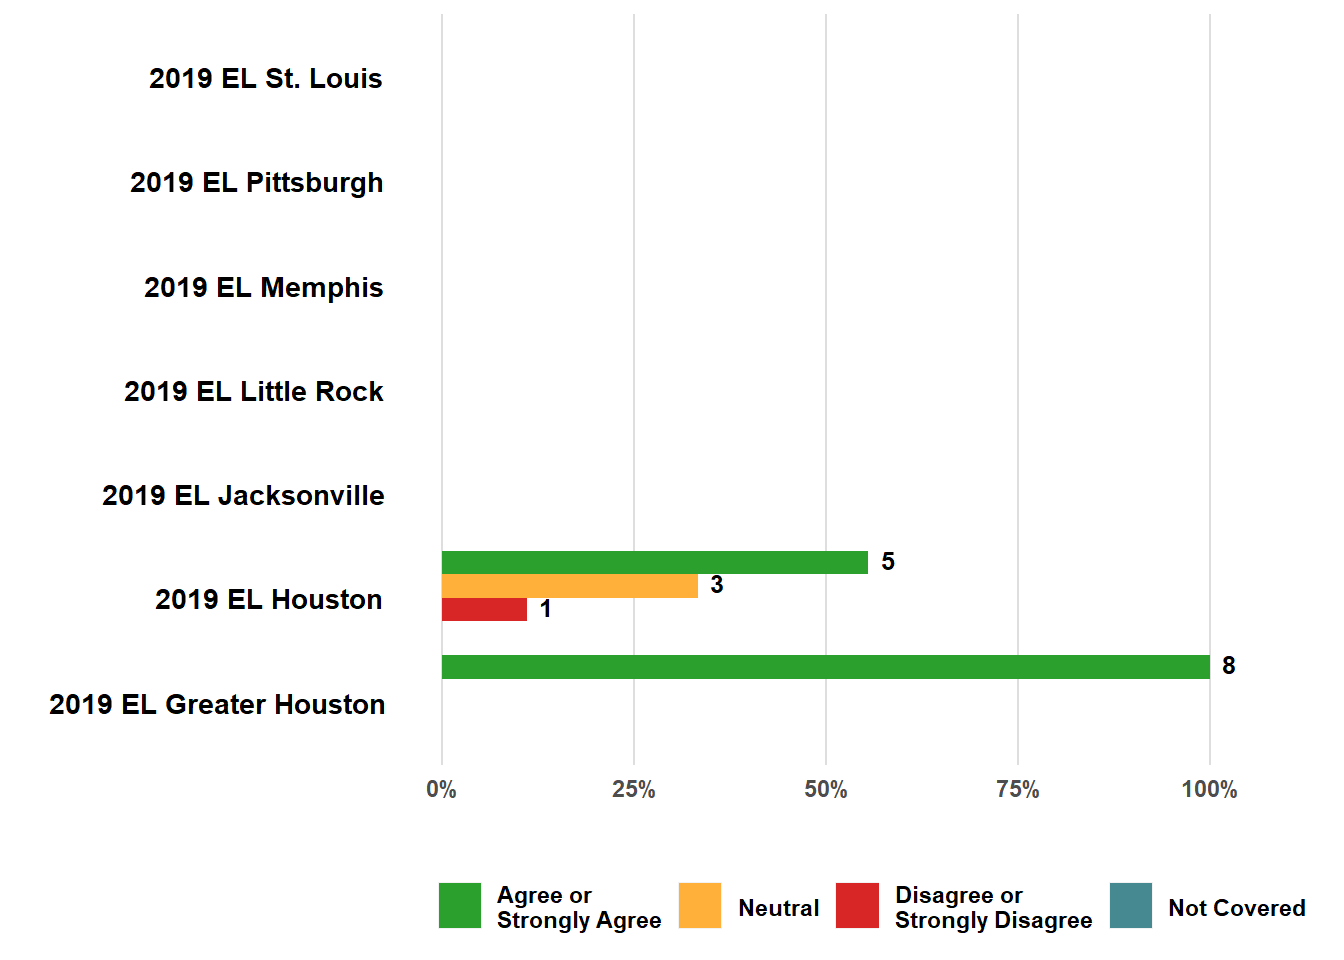 2019 EL St. Louis
2019 EL Pittsburgh
2019 EL Memphis
2019 EL Little Rock
2019 EL Jacksonville
5
3
2019 EL Houston
1
8
2019 EL Greater Houston
0% 25% 50% 75% 100%
Agree or
Strongly Agree
Neutral
Disagree or
Strongly Disagree
Not Covered